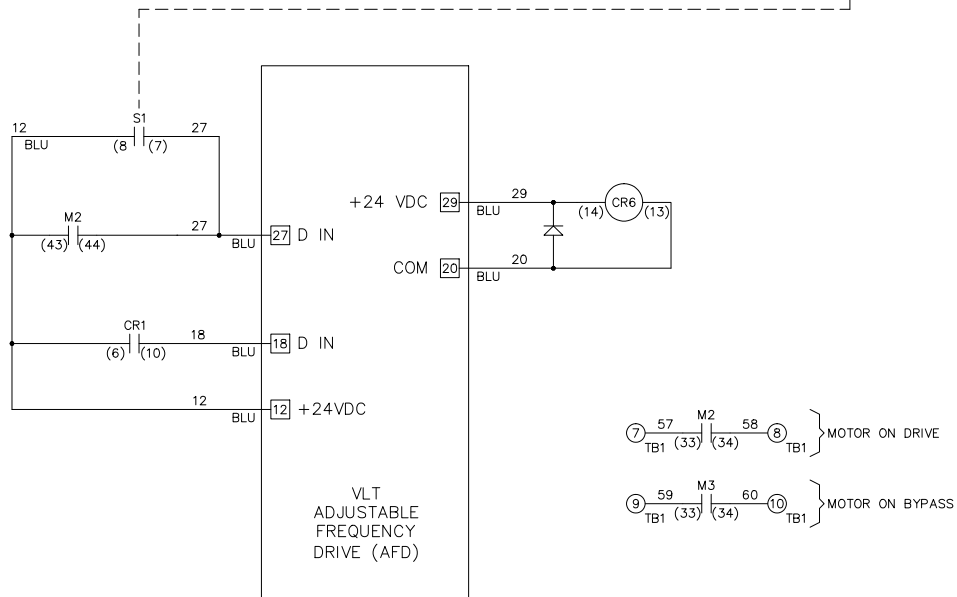 S1
12 27
BLU (8 (7)
M2
27
(43) (44) BLU 27 D IN
CR1
18
(6) (10) BLU 18 D IN
12
BLU 12 +24VDC
+24 VDC 29 29
BLU (14) CR6 (13)
COM 20 20
BLU
VLT
ADJUSTABLE
FREQUENCY
DRIVE (AFD)
M2
7 57 58 8 MOTOR ON DRIVE
TB1 (33) (34) TB1
M3
9 59 60 10 MOTOR ON BYPASS
TB1 (33) (34) TB1